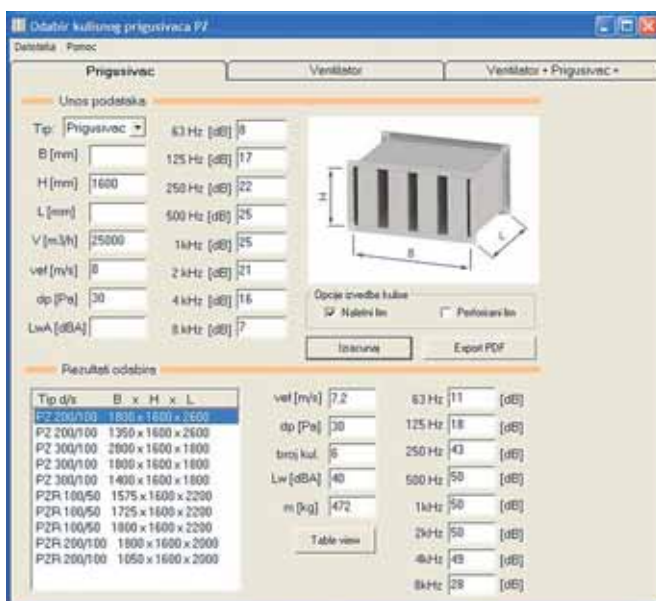 Odabir kulisnog prigusivaca PZ
Datoteka Pomoc
Prigusivac Ventilator Ventilator + Prigusivac +
Unos podataka
Tip: Prigusivac
B [mm]
H [mm] 1600
L [mm]
V [m3/h] 25000
vef [m/s] 8
dp [Pa] 30
LwA [dBA]
63 Hz [dB] 8
125 Hz [dB] 17
250 Hz [dB] 22
500 Hz [dB] 25
1kHz [dB] 25
2 kHz [dB] 21
4 kHz [dB] 16
8 kHz [dB] 7
H
B
L
Opcije izvedbe kulise
Naletni lim Perforirani lim
Izracunaj Export PDF
Rezultati odabira
Tip d/s B x H x L
PZ 200/100 1800 x 1600 x 2600
PZ 200/100 1350 x 1600 x 2600
PZ 300/100 2800 x 1600 x 1800
PZ 300/100 1800 x 1600 x 1800
PZ 300/100 1400 x 1600 x 1800
PZR 100/50 1575 x 1600 x 2200
PZR 100/50 1725 x 1600 x 2200
PZR 100/50 1800 x 1600 x 2200
PZR 200/100 1800 x 1600 x 2000
PZR 200/100 1050 x 1600 x 2000
vef [m/s] 7,2
dp [Pa] 30
broj kul. 6
Lw [dBA] 40
m [kg] 472
Table view
63 Hz 11 [dB]
125 Hz 18 [dB]
250 Hz 43 [dB]
500 Hz 50 [dB]
1kHz 50 [dB]
2kHz 50 [dB]
4kHz 49 [dB]
8kHz 28 [dB]